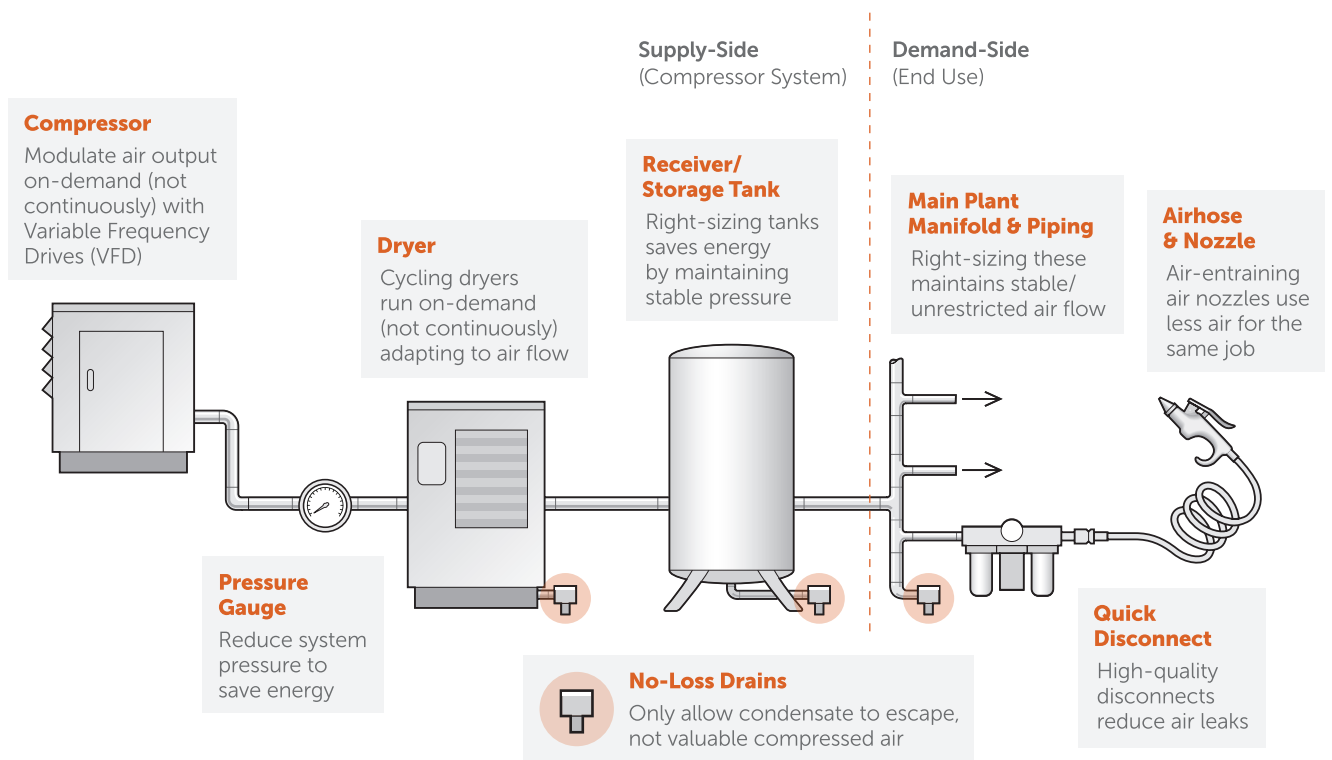 Supply-Side
(Compressor System)
Demand-Side
(End Use)
Compressor
Modulate air output
on-demand (not
continuously) with
Variable Frequency
Drives (VFD)
Dryer
Cycling dryers
run on-demand
(not continuously)
adapting to air flow
Receiver/
Storage Tank
Right-sizing tanks
saves energy
by maintaining
stable pressure
Main Plant
Manifold & Piping
Right-sizing these
maintains stable/
unrestricted air flow
Airhose
& Nozzle
Air-entraining
air nozzles use
less air for the
same job
Pressure
Gauge
Reduce system
pressure to
save energy
No-Loss Drains
Only allow condensate to escape,
not valuable compressed air
Quick
Disconnect
High-quality
disconnects
reduce air leaks